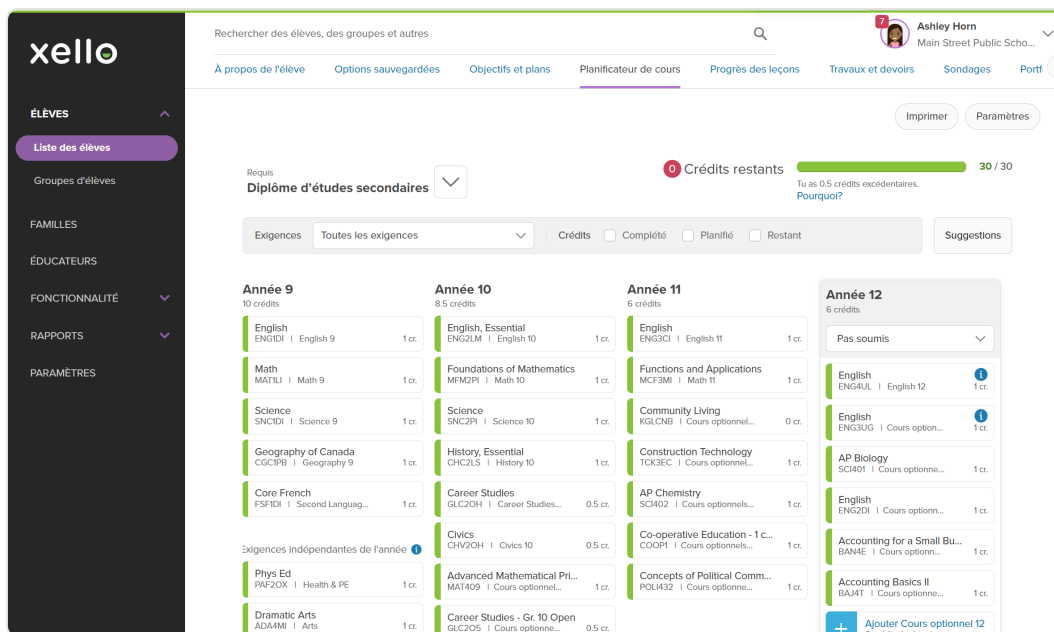 xello
Rechercher des élèves, des groupes et autres
7
Ashley Horn
Main Street Public Scho...
À propos de l'élève
Options sauvegardées
Objectifs et plans
Planificateur de cours
Progrès des leçons
Travaux et devoirs
Sondages
Portf
ÉLÈVES
Liste des élèves
Groupes d'élèves
FAMILLES
ÉDUCATEURS
FONCTIONNALITÉ
RAPPORTS
PARAMÈTRES
Imprimer
Paramètres
Requis
Diplôme d'études secondaires
0 Crédits restants
30 / 30
Tu as 0.5 crédits excédentaires.
Pourquoi?
Exigences
Toutes les exigences
Crédits
Complété
Planifié
Restant
Suggestions
Année 9
10 crédits
English
ENG1DI | English 9 1 cr.
Math
MAT1LI | Math 9 1 cr.
Science
SNC1DI | Science 9 1 cr.
Geography of Canada
CGC1PB | Geography 9 1 cr.
Core French
FSF1DI | Second Languag... 1 cr.
Exigences indépendantes de l'année
Phys Ed
PAF2OX | Health & PE 1 cr.
Dramatic Arts
ADA4MI | Arts 1 cr.
Année 10
8.5 crédits
English, Essential
ENG2LM | English 10 1 cr.
Foundations of Mathematics
MFM2PI | Math 10 1 cr.
Science
SNC2PI | Science 10 1 cr.
History, Essential
CHC2LS | History 10 1 cr.
Career Studies
GLC2OH | Career Studies... 0.5 cr.
Civics
CHV2OH | Civics 10 0.5 cr.
Advanced Mathematical Pri...
MAT409 | Cours optionnel... 1 cr.
Career Studies - Gr. 10 Open
GLC2O5 | Cours optionne... 0.5 cr.
Année 11
6 crédits
English
ENG3CI | English 11 1 cr.
Functions and Applications
MCF3MI | Math 11 1 cr.
Community Living
KGLCNB | Cours optionnel... 0 cr.
Construction Technology
TCK3EC | Cours optionnel... 1 cr.
AP Chemistry
SCI402 | Cours optionnels... 1 cr.
Co-operative Education - 1 c...
COOP1 | Cours optionnels... 1 cr.
Concepts of Political Comm...
POLI432 | Cours optionne... 1 cr.
Année 12
6 crédits
Pas soumis
English
ENG4UL | English 12 1 cr.
English
ENG3UG | Cours option... 1 cr.
AP Biology
SCI401 | Cours optionne... 1 cr.
English
ENG2DI | Cours optionn... 1 cr.
Accounting for a Small Bu...
BAN4E | Cours optionn... 1 cr.
Accounting Basics II
BAJ4T | Cours optionnel... 1 cr.
Ajouter Cours optionnel 12